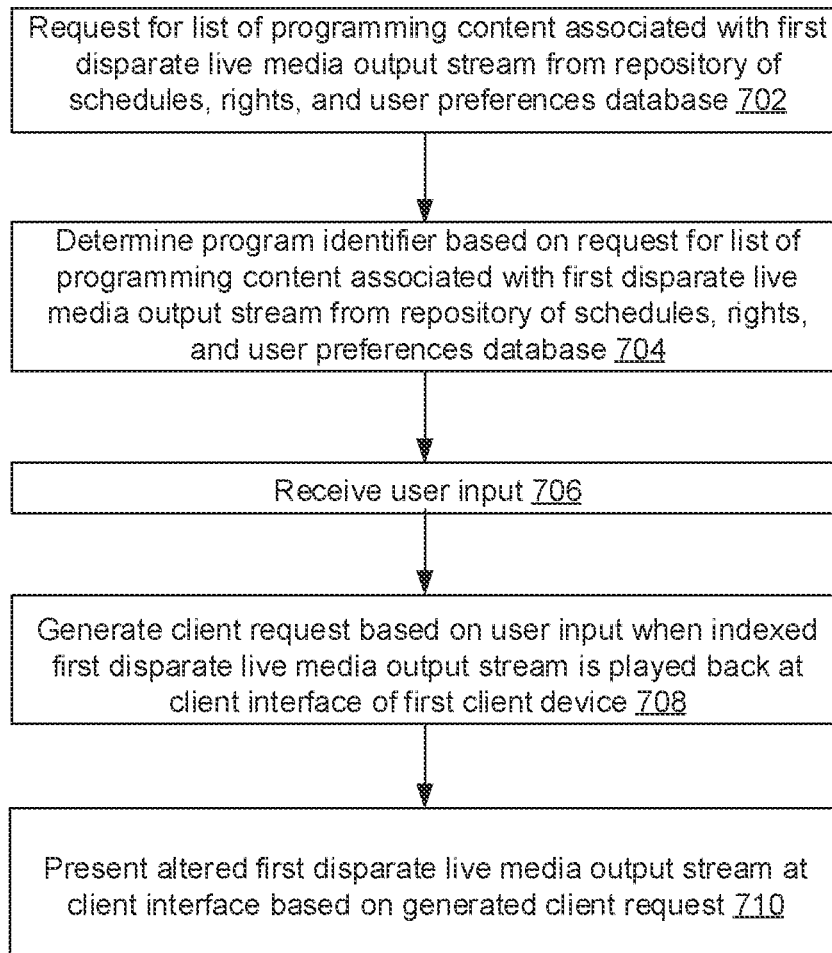 Request for list of programming content associated with first
disparate live media output stream from repository of
schedules, rights, and user preferences database 702
Determine program identifier based on request for list of
programming content associated with first disparate live
media output stream from repository of schedules, rights,
and user preferences database 704
Receive user input 706
Generate client request based on user input when indexed
first disparate live media output stream is played back at
client interface of first client device 708
Present altered first disparate live media output stream at
client interface based on generated client request 710